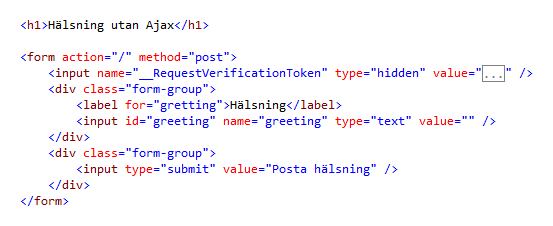 <h1>Hälsning utan Ajax</h1>
<form action="/" method="post">
<input name="__RequestVerificationToken" type="hidden" value="..." />
<div class="form-group">
<label for="gretting">Hälsning</label>
<input id="greeting" name="greeting" type="text" value="" />
</div>
<div class="form-group">
<input type="submit" value="Posta hälsning" />
</div>
</form>